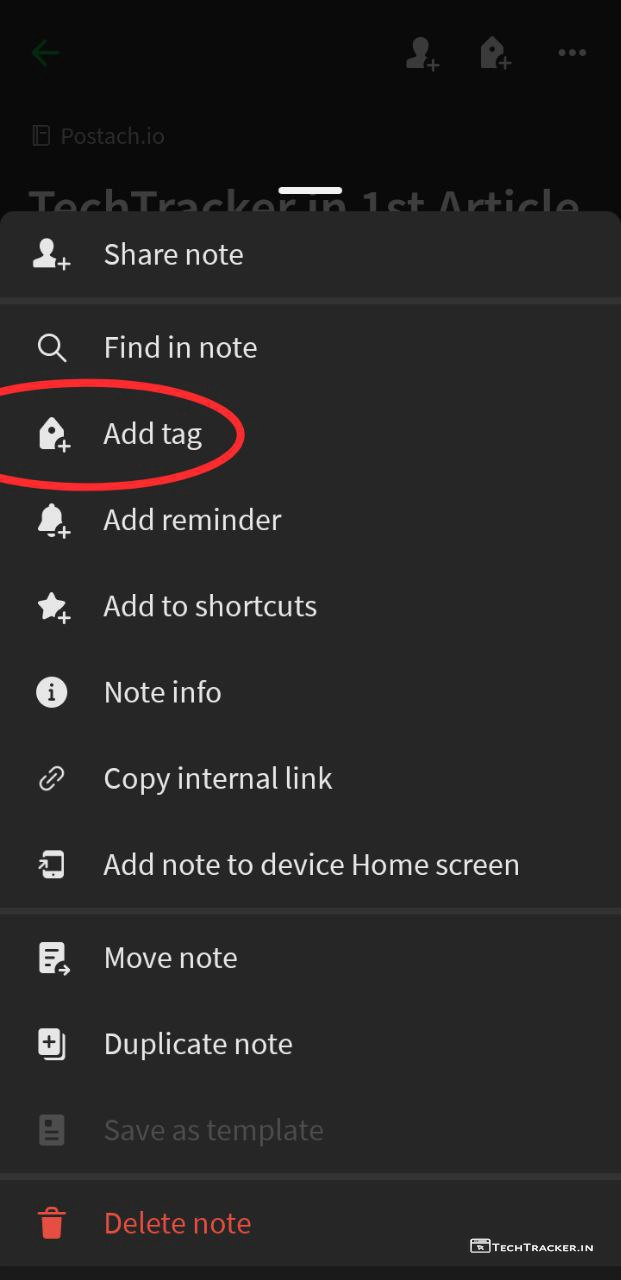 Postach.io
TechTracker in 1st Article
Share note
Find in note
Add tag
Add reminder
Add to shortcuts
Note info
Copy internal link
Add note to device Home screen
Move note
Duplicate note
Save as template
Delete note
TECHTRACKER.IN